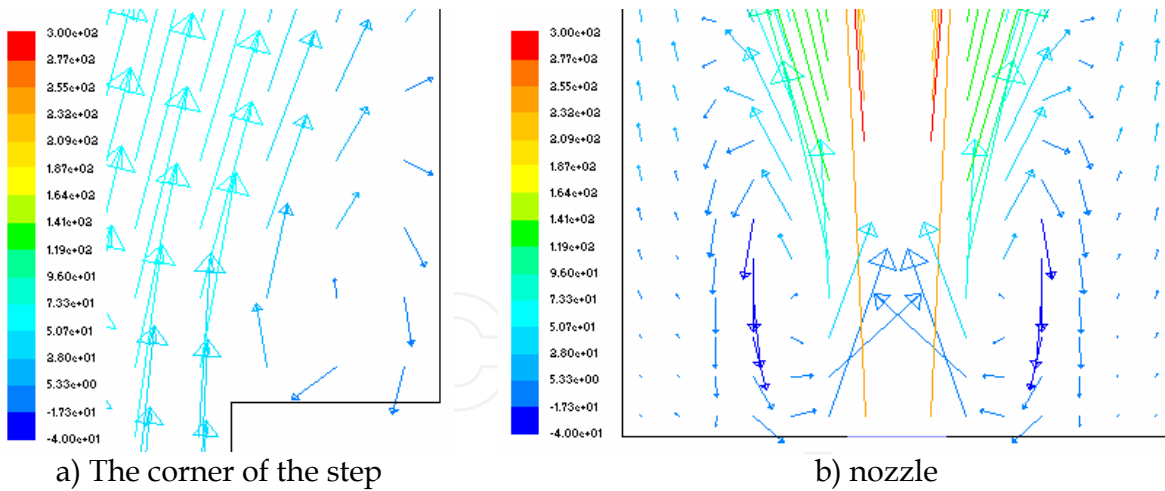 3.00e+02
3.77e+02
2.55e+02
2.32e+02
2.09e+02
1.87e+02
1.64e+02
1.41e+02
1.19e+02
9.60e+01
7.33e+01
5.07e+01
2.80e+01
5.33e+00
-1.73e+01
-4.00e+01
a) The corner of the step
3.00e+02
3.77e+02
2.55e+02
2.32e+02
2.09e+02
1.87e+02
1.64e+02
1.41e+02
1.19e+02
9.60e+01
7.33e+01
5.07e+01
2.80e+01
5.33e+00
-1.73e+01
-4.00e+01
b) nozzle